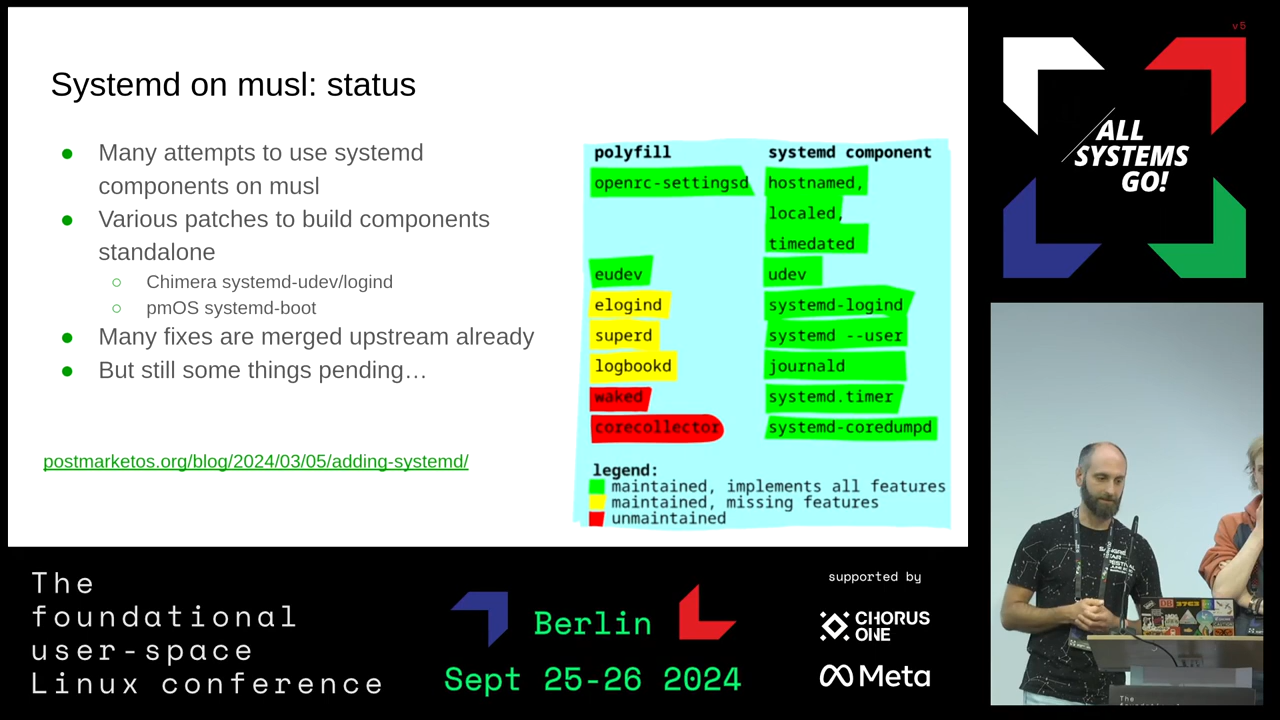 Systemd on musl: status
● Many attempts to use systemd
components on musl
● Various patches to build components
standalone
○ Chimera systemd-udev/logind
○ pmOS systemd-boot
● Many fixes are merged upstream already
● But still some things pending…
postmarketos.org/blog/2024/03/05/adding-systemd/
polyfill systemd component
openrc-settingsd hostnamed,
localed,
timedated
eudev udev
elogind systemd-logind
superd systemd --user
logbookd journald
waked systemd.timer
corecollector systemd-coredumpd
legend:
maintained, implements all features
maintained, missing features
unmaintained
v5
ALL
SYSTEMS
GO!
The
foundational
user-space
Linux conference
Berlin
Sept 25-26 2024
supported by
CHORUS
ONE
Meta